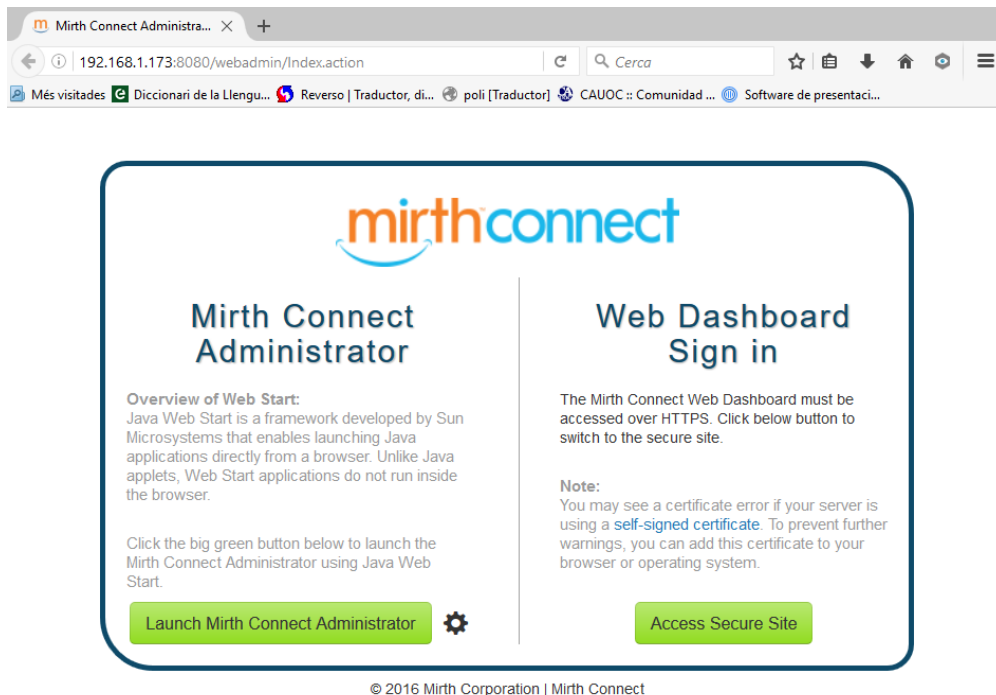 Mirth Connect Administra...
192.168.1.173:8080/webadmin/Index.action
Cerca
Més visitades
Diccionari de la Llengu...
Reverso | Traductor, di...
poli [Traductor]
CAUOC :: Comunidad ...
Software de presentaci...
mirth connect
Mirth Connect
Administrator
Overview of Web Start:
Java Web Start is a framework developed by Sun
Microsystems that enables launching Java
applications directly from a browser. Unlike Java
applets, Web Start applications do not run inside
the browser.
Click the big green button below to launch the
Mirth Connect Administrator using Java Web
Start.
Launch Mirth Connect Administrator
Web Dashboard
Sign in
The Mirth Connect Web Dashboard must be
accessed over HTTPS. Click below button to
switch to the secure site.
Note:
You may see a certificate error if your server is
using a self-signed certificate. To prevent further
warnings, you can add this certificate to your
browser or operating system.
Access Secure Site
© 2016 Mirth Corporation | Mirth Connect